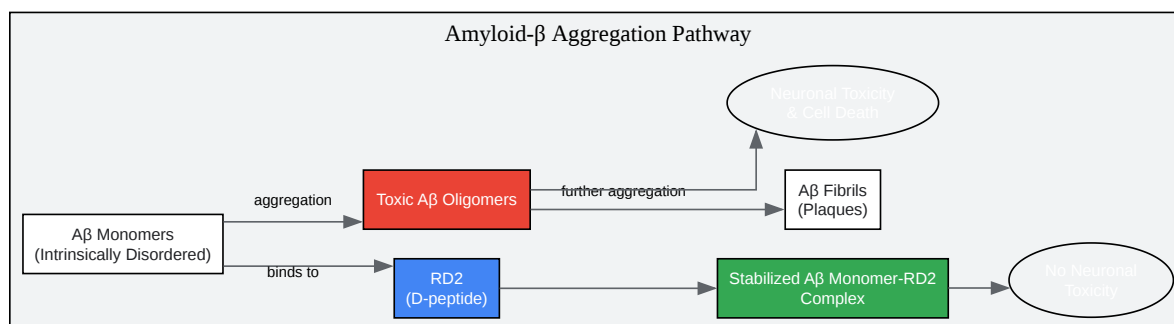 Amyloid-β Aggregation Pathway
Neuronal Toxicity
& Cell Death
aggregation
Toxic Aβ Oligomers
further aggregation
Aβ Fibrils
(Plaques)
Aβ Monomers
(Intrinsically Disordered)
binds to
RD2
(D-peptide)
Stabilized Aβ Monomer-RD2
Complex
No Neuronal
Toxicity